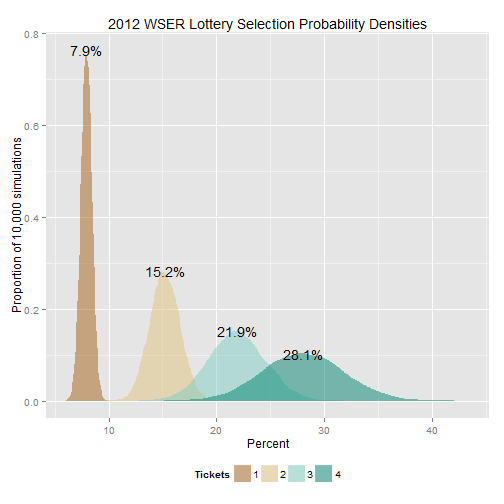 2012 WSER Lottery Selection Probability Densities
0.8
0.6
0.4
0.2
0.0
Proportion of 10,000 simulations
7.9%
15.2%
21.9%
28.1%
10 20 30 40
Percent
Tickets 1 2 3 4